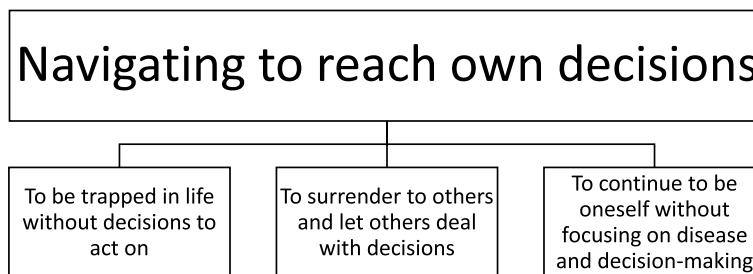 Navigating to reach own decisions
To be trapped in life
without decisions to
act on
To surrender to others
and let others deal
with decisions
To continue to be
oneself without
focusing on disease
and decision-making